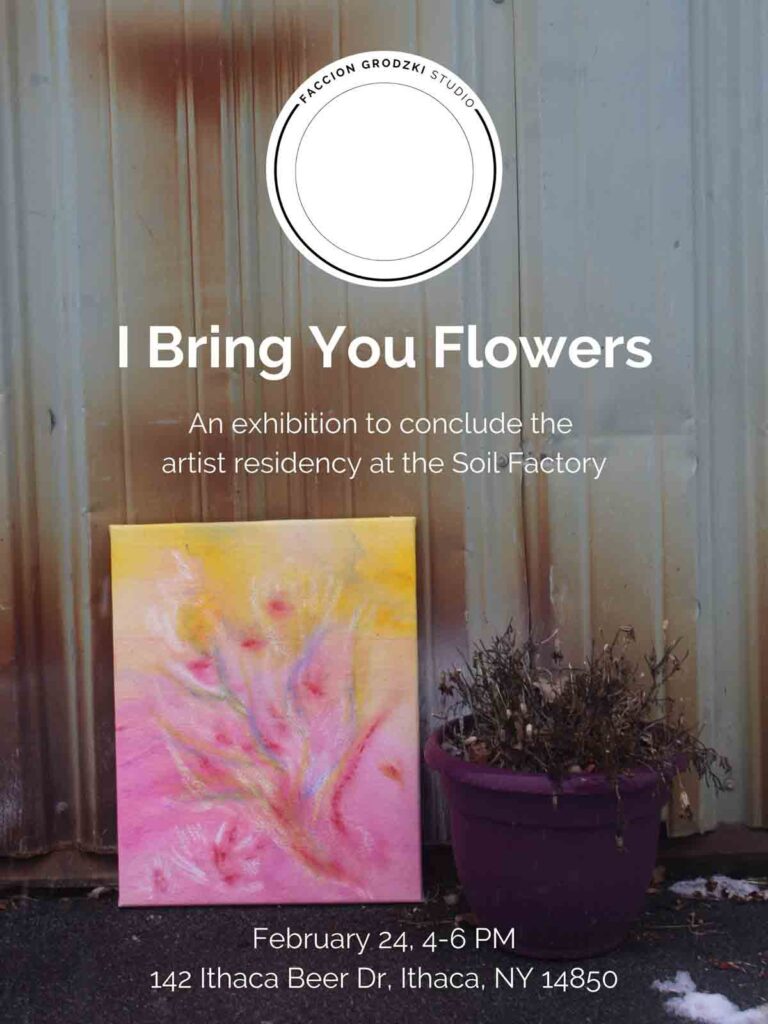 FACCION GRODZKI STUDIO
I Bring You Flowers
An exhibition to conclude the
artist residency at the Soil Factory
February 24, 4-6 PM
142 Ithaca Beer Dr, Ithaca, NY 14850